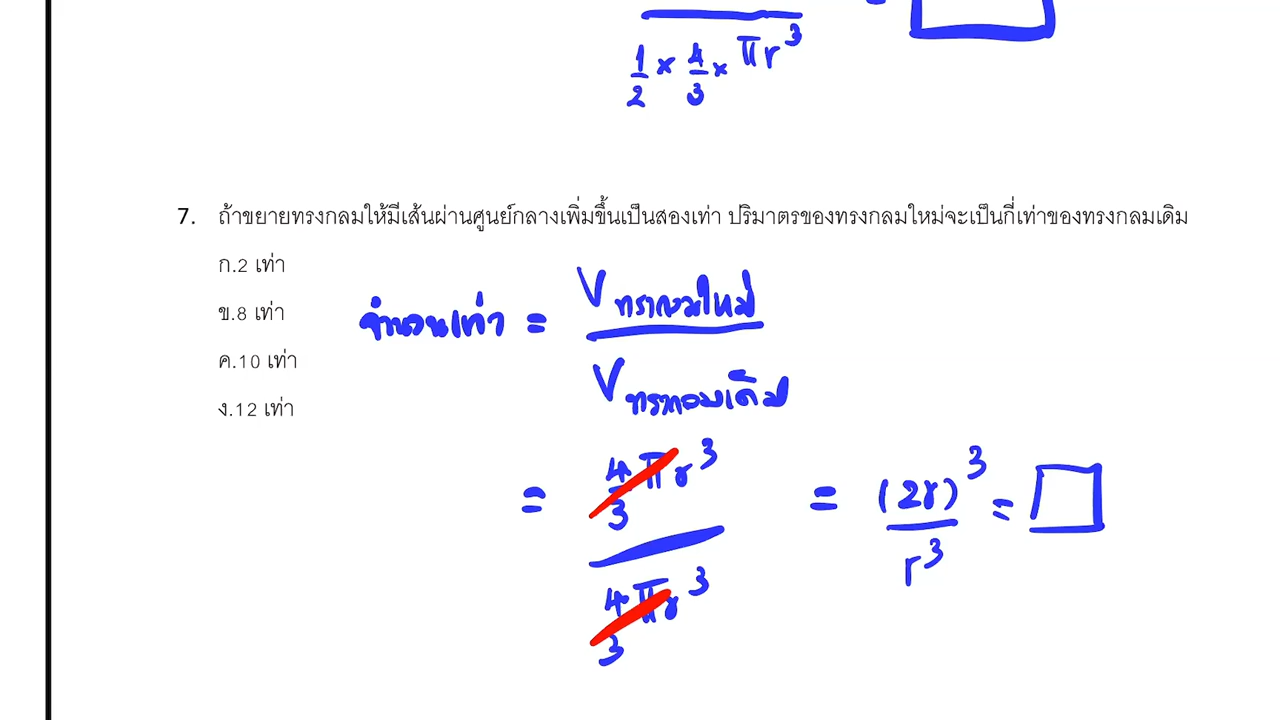 1/2 × 4/3 × πr³
7. ถ้าขยายทรงกลมให้มีเส้นผ่านศูนย์กลางเพิ่มขึ้นเป็นสองเท่า ปริมาตรของทรงกลมใหม่จะเป็นกี่เท่าของทรงกลมเดิม
ก.2 เท่า
ข.8 เท่า
ค.10 เท่า
ง.12 เท่า
จำนวนเท่า = V ทรงกลมใหม่
V ทรงกลมเดิม
= 4/3 πr³
4/3 πr³
= (2r)³ / r³ =